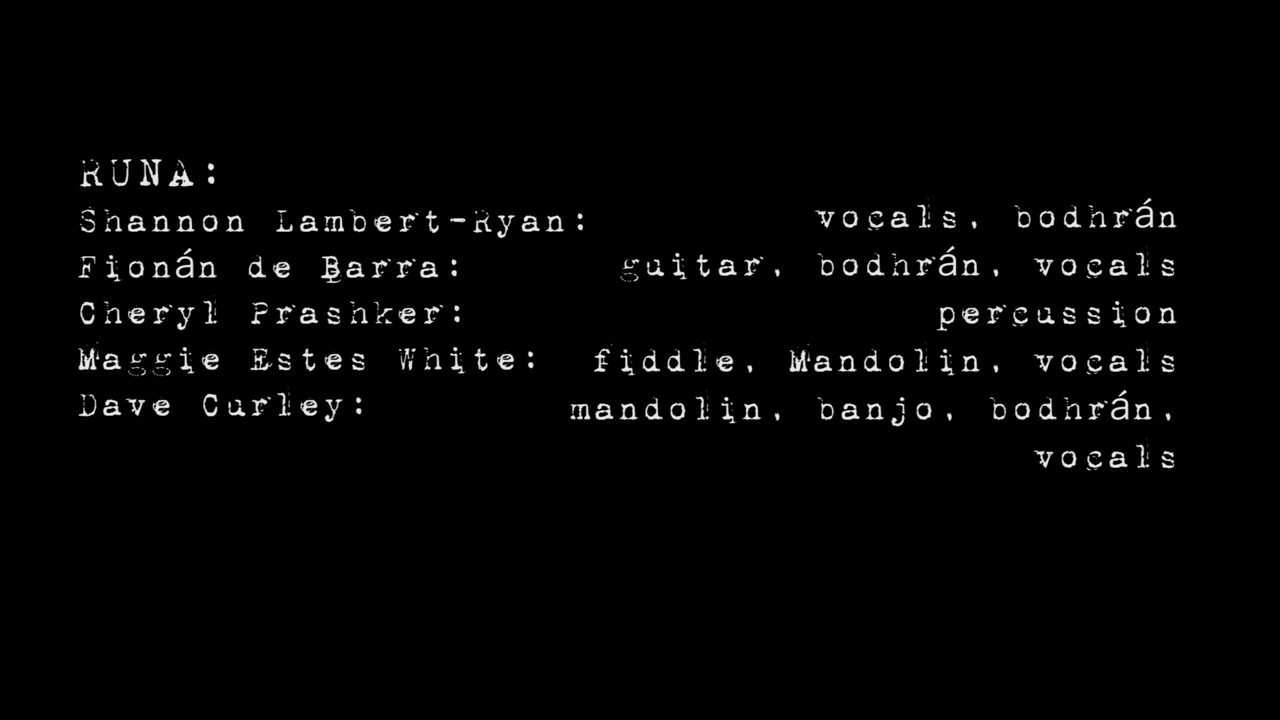 RUNA:
Shannon Lambert-Ryan: vocals, bodhrán
Fionán de Barra: guitar, bodhrán, vocals
Cheryl Prashker: percussion
Maggie Estes White: fiddle, Mandolin, vocals
Dave Curley: mandolin, banjo, bodhrán,
vocals